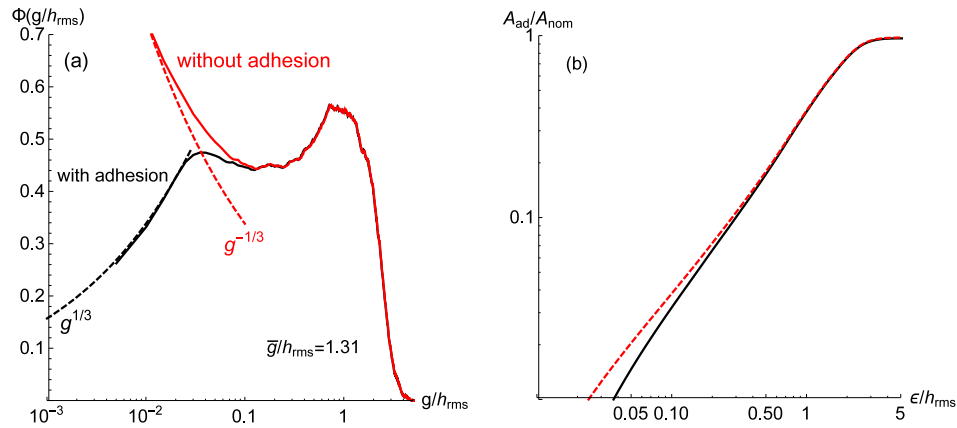 Φ(g/h_rms)
0.7
0.6
0.5
0.4
0.3
0.2
0.1
(a)
without adhesion
with adhesion
g^−1/3
g^1/3
g̅/h_rms=1.31
10^−3
10^−2
10^−1
1
g/h_rms
A_ad/A_nom
1
0.1
(b)
0.05
0.10
0.50
1
5
ϵ/h_rms